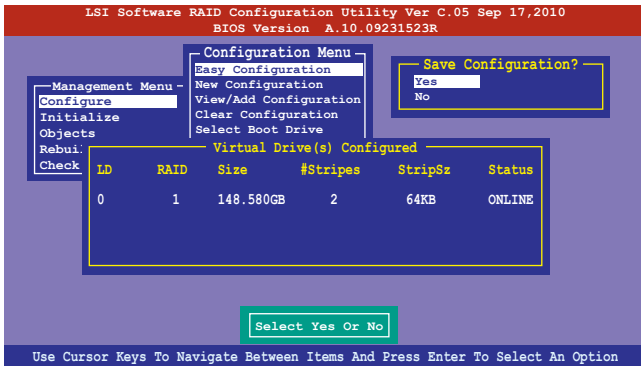 LSI Software RAID Configuration Utility Ver C.05 Sep 17,2010
BIOS Version A.10.09231523R
Management Menu
Configure
Initialize
Objects
Check
Configuration Menu
Easy Configuration
New Configuration
View/Add Configuration
Clear Configuration
Select Boot Drive
Save Configuration?
Yes
No
Virtual Drive(s) Configured
LD RAID Size #Stripes StripSz Status
0 1 148.580GB 2 64KB ONLINE
Select Yes Or No
Use Cursor Keys To Navigate Between Items And Press Enter To Select An Option